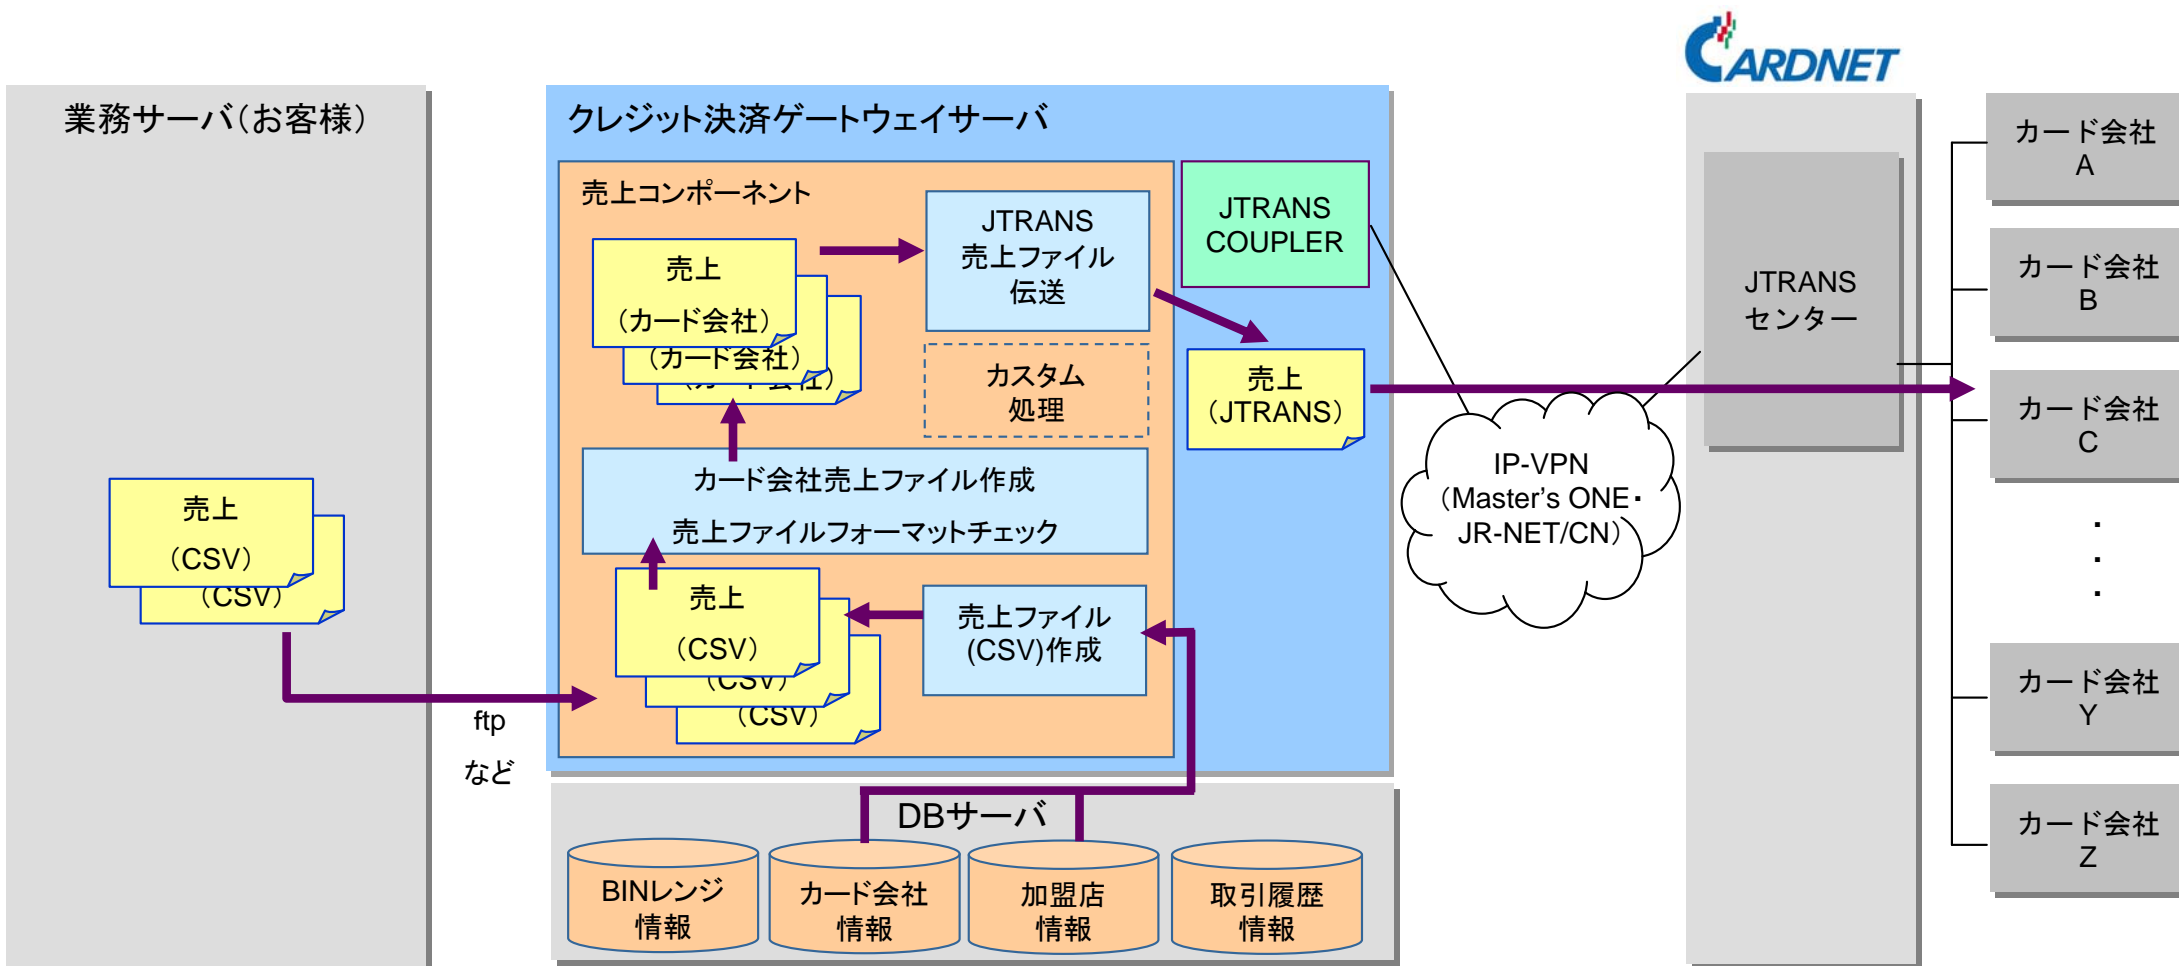 CARDNET
業務サーバ（お客様）
クレジット決済ゲートウェイサーバ
売上コンポーネント
売上
（カード会社）
（カード会社）
（カード会社）
JTRANS
売上ファイル
伝送
カスタム
処理
JTRANS
COUPLER
売上
（JTRANS）
カード会社売上ファイル作成
売上ファイルフォーマットチェック
売上
（CSV）
（CSV）
売上
（CSV）
（CSV）
（CSV）
売上ファイル
(CSV)作成
ftp
など
DBサーバ
BINレンジ
情報
カード会社
情報
加盟店
情報
取引履歴
情報
IP-VPN
（Master's ONE・
JR-NET/CN）
JTRANS
センター
カード会社
A
カード会社
B
カード会社
C
・
・
・
カード会社
Y
カード会社
Z